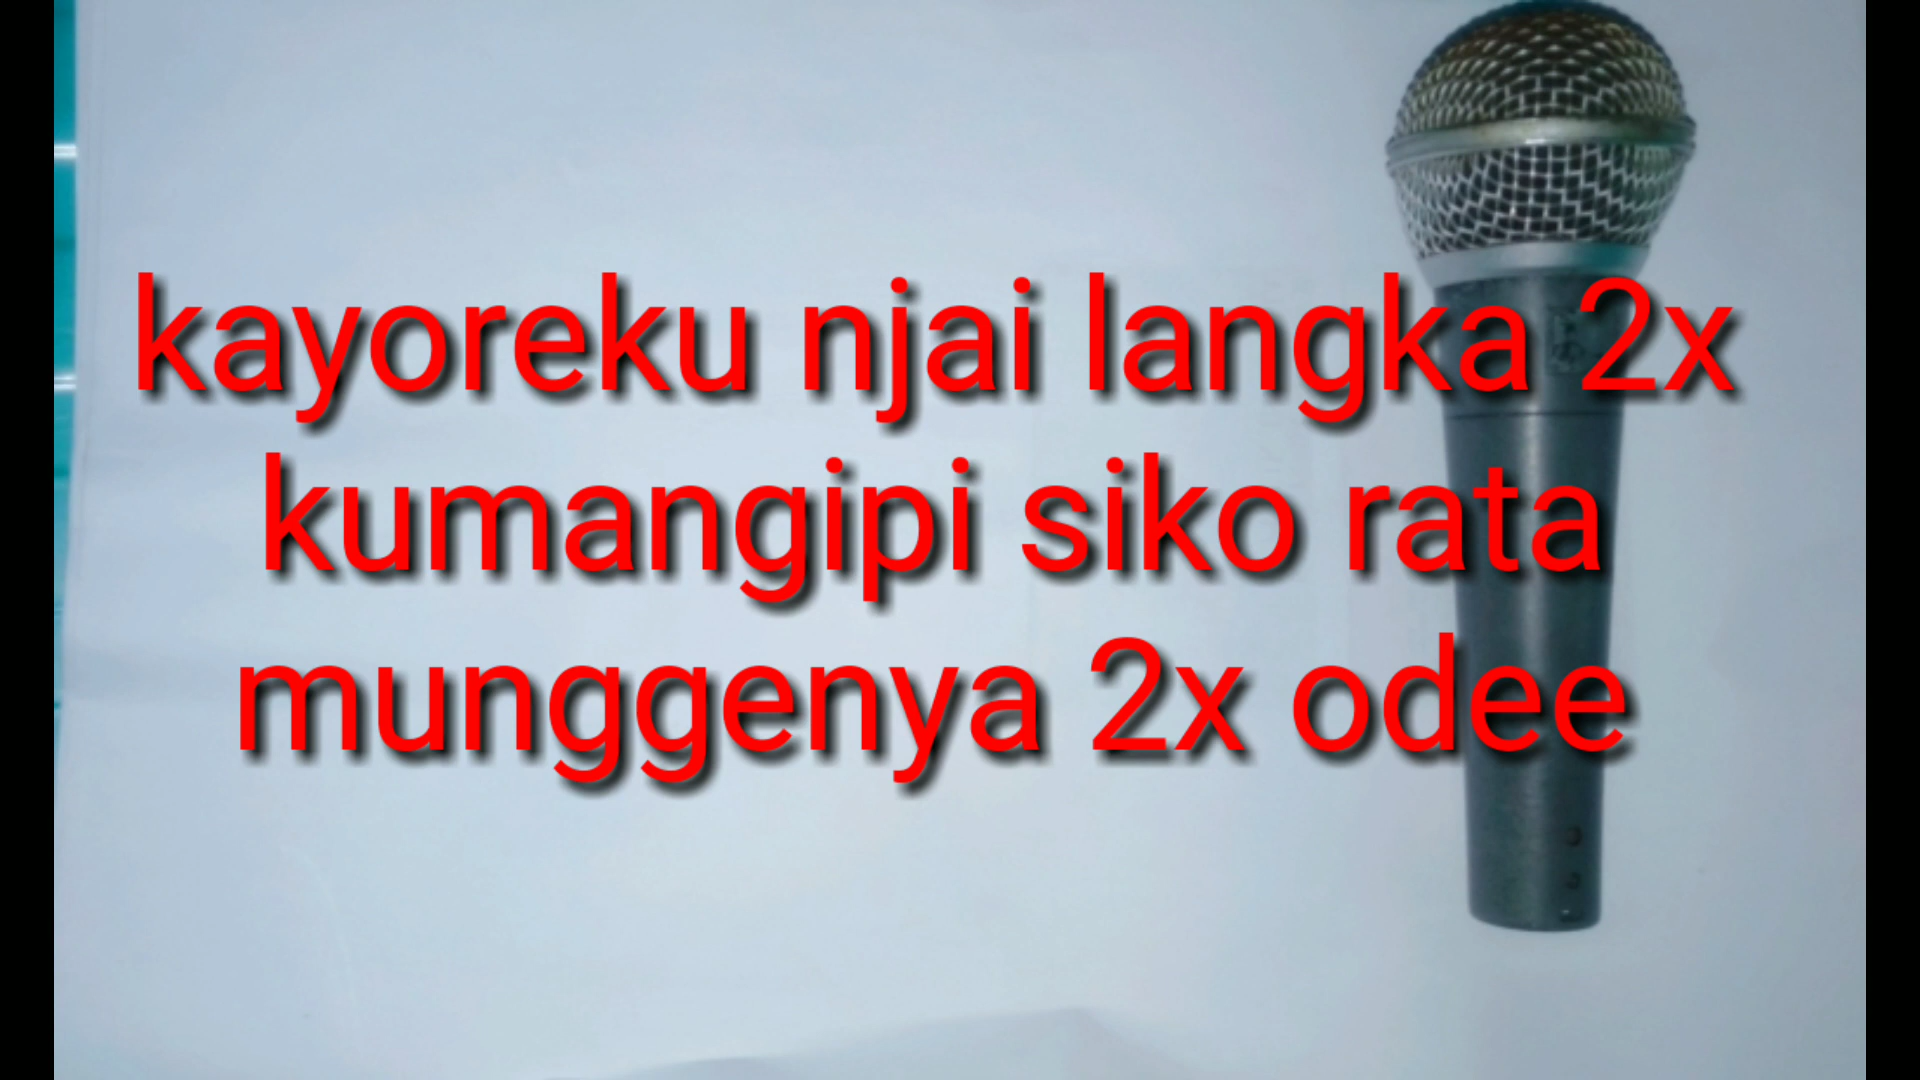 kayoreku njai langka 2x
kumangipi siko rata
munggenya 2x odee